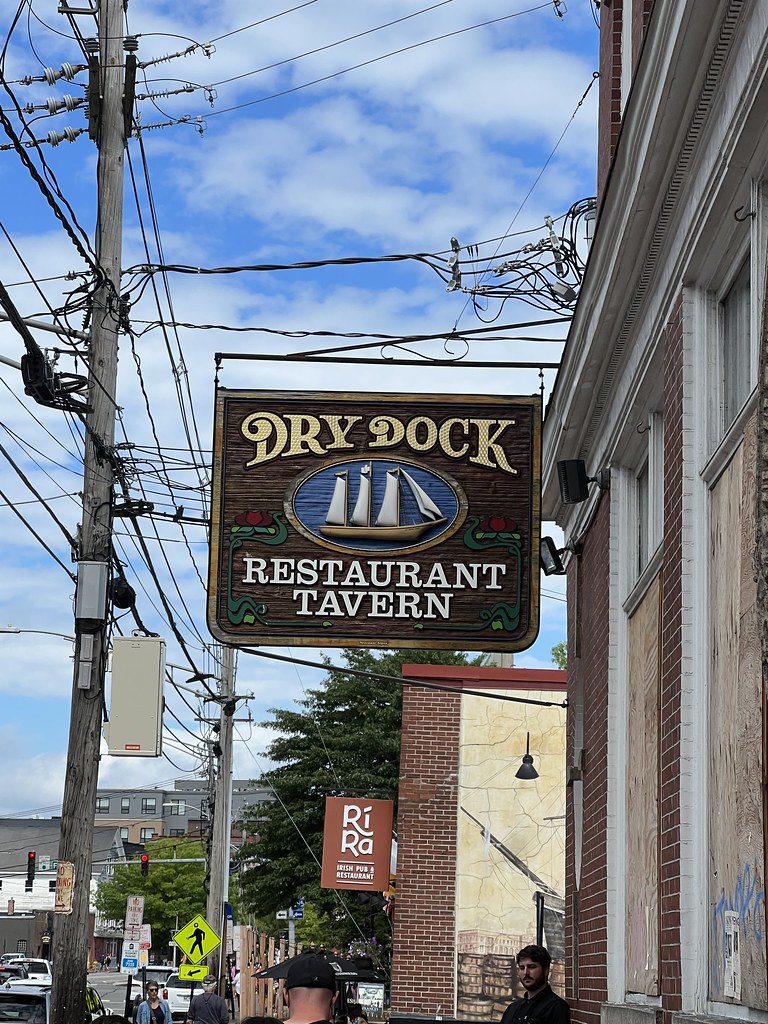 DRY DOCK
RESTAURANT
TAVERN
Rí
Ra
IRISH PUB &
RESTAURANT